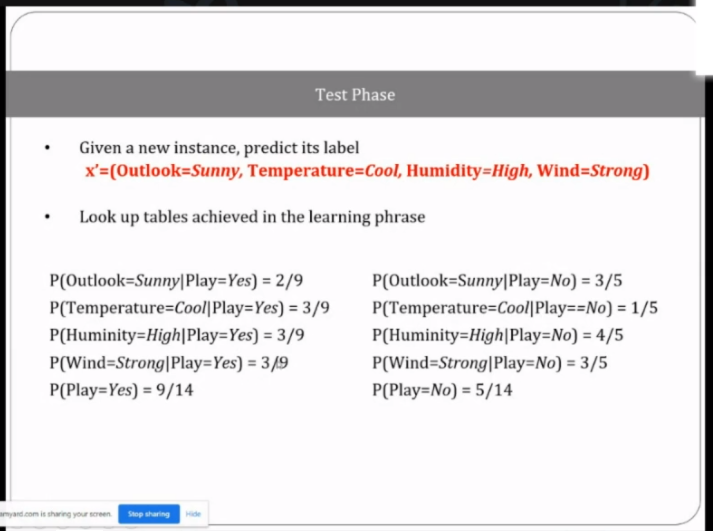 Test Phase
• Given a new instance, predict its label
x'=(Outlook=Sunny, Temperature=Cool, Humidity=High, Wind=Strong)
• Look up tables achieved in the learning phrase
P(Outlook=Sunny|Play=Yes) = 2/9
P(Temperature=Cool|Play=Yes) = 3/9
P(Huminity=High|Play=Yes) = 3/9
P(Wind=Strong|Play=Yes) = 3/9
P(Play=Yes) = 9/14
P(Outlook=Sunny|Play=No) = 3/5
P(Temperature=Cool|Play==No) = 1/5
P(Huminity=High|Play=No) = 4/5
P(Wind=Strong|Play=No) = 3/5
P(Play=No) = 5/14
amyard.com is sharing your screen. Stop sharing Hide